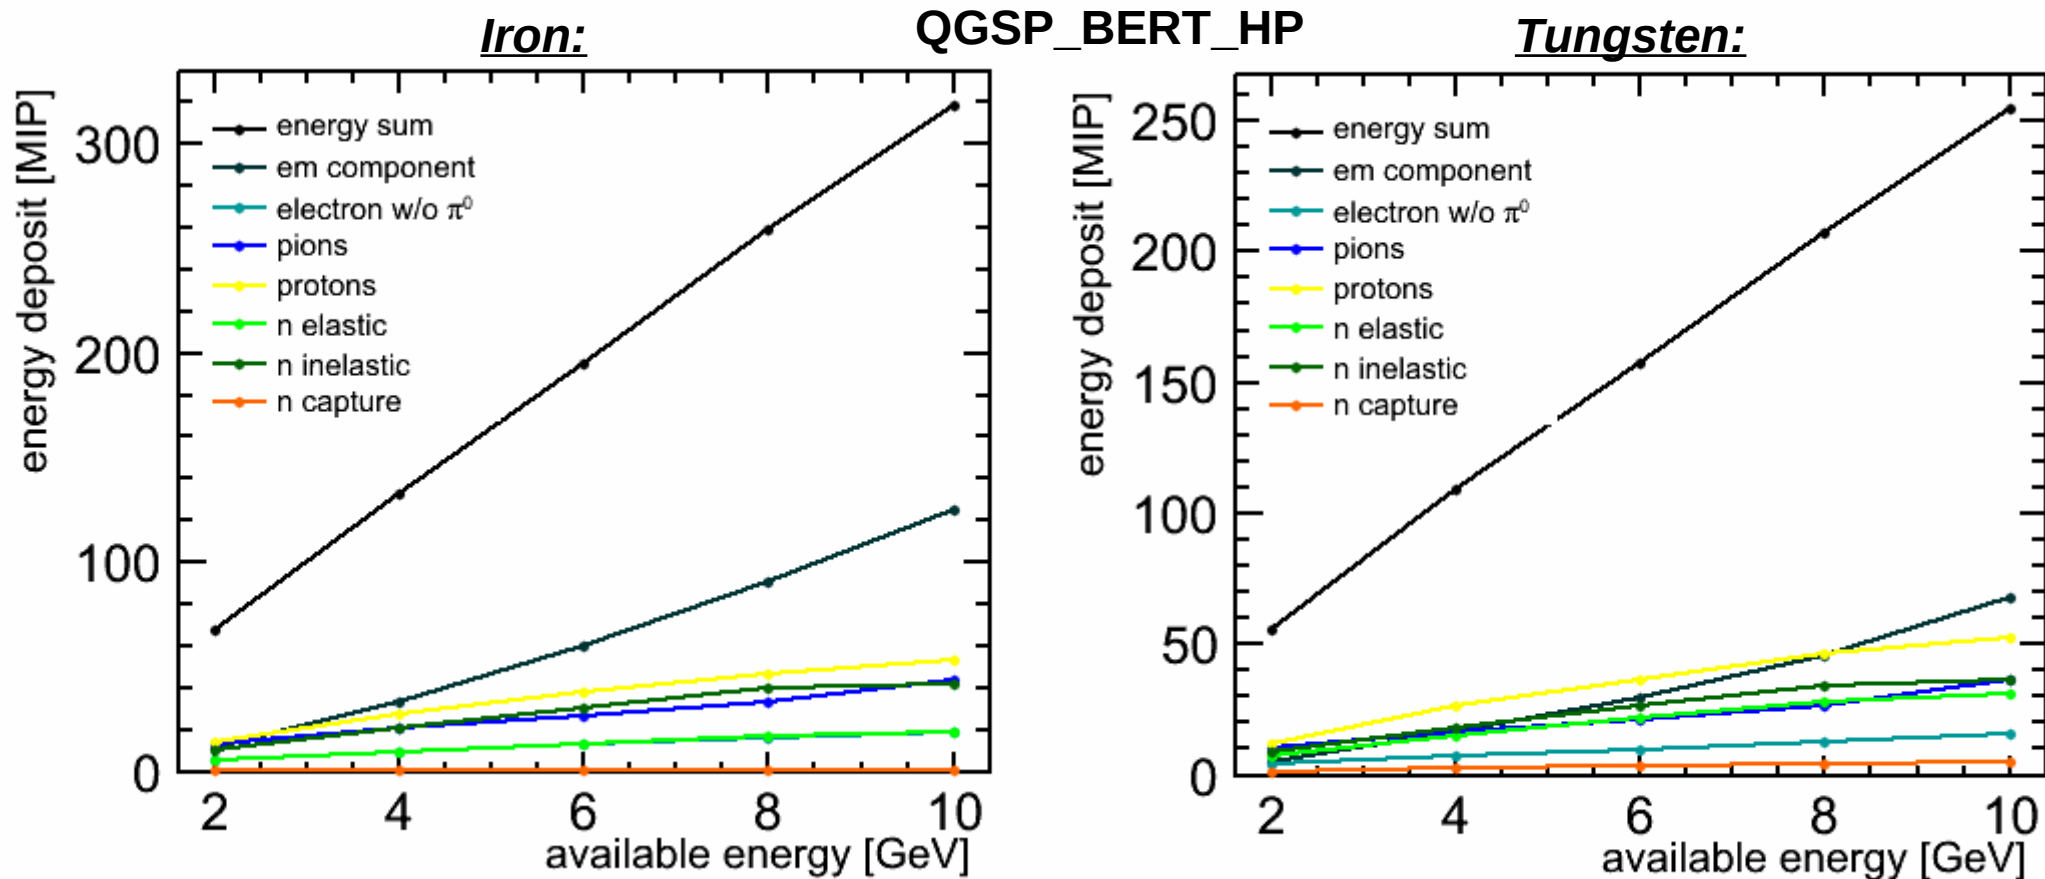 QGSP_BERT_HP
Iron:
energy deposit [MIP]
300
200
100
0
energy sum
em component
electron w/o π⁰
pions
protons
n elastic
n inelastic
n capture
2 4 6 8 10
available energy [GeV]
Tungsten:
energy deposit [MIP]
250
200
150
100
50
0
energy sum
em component
electron w/o π⁰
pions
protons
n elastic
n inelastic
n capture
2 4 6 8 10
available energy [GeV]